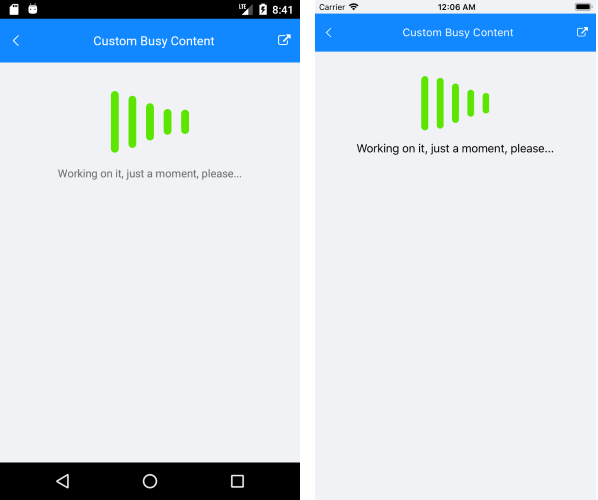 LTE 8:41
Custom Busy Content
Working on it, just a moment, please...
Carrier 12:06 AM
Custom Busy Content
Working on it, just a moment, please...